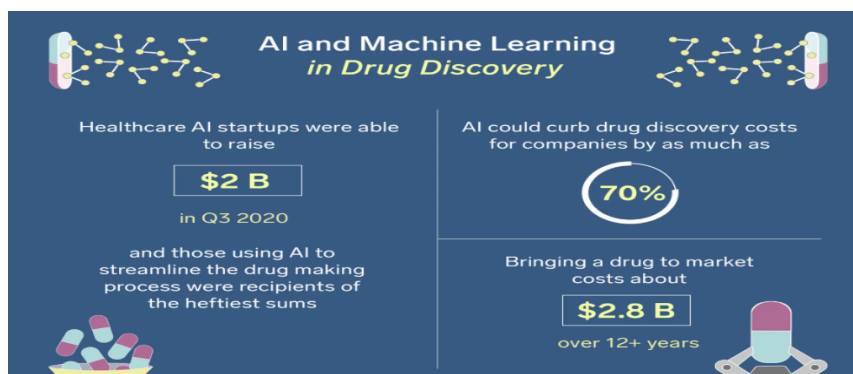 AI and Machine Learning
in Drug Discovery
Healthcare AI startups were able
to raise
$2 B
in Q3 2020
and those using AI to
streamline the drug making
process were recipients of
the heftiest sums
AI could curb drug discovery costs
for companies by as much as
70%
Bringing a drug to market
costs about
$2.8 B
over 12+ years